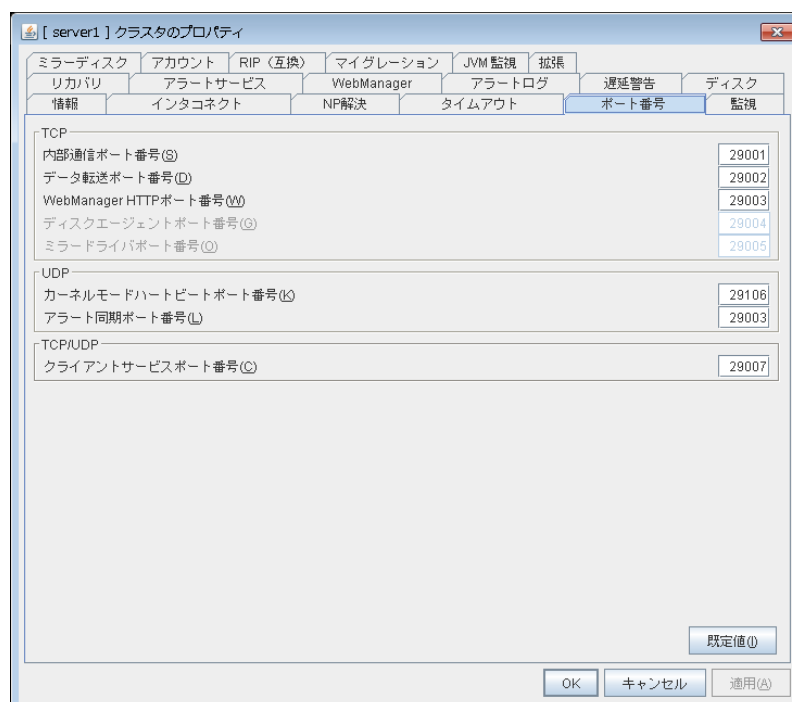 [ server1 ] クラスタのプロパティ
ミラーディスク アカウント RIP（互換） マイグレーション JVM 監視 拡張
リカバリ アラートサービス WebManager アラートログ 遅延警告 ディスク
情報 インタコネクト NP解決 タイムアウト ポート番号 監視
TCP
内部通信ポート番号(S) 29001
データ転送ポート番号(D) 29002
WebManager HTTPポート番号(W) 29003
ディスクエージェントポート番号(G) 29004
ミラードライバポート番号(O) 29005
UDP
カーネルモードハートビートポート番号(K) 29106
アラート同期ポート番号(L) 29003
TCP/UDP
クライアントサービスポート番号(C) 29007
既定値(I)
OK キャンセル 適用(A)